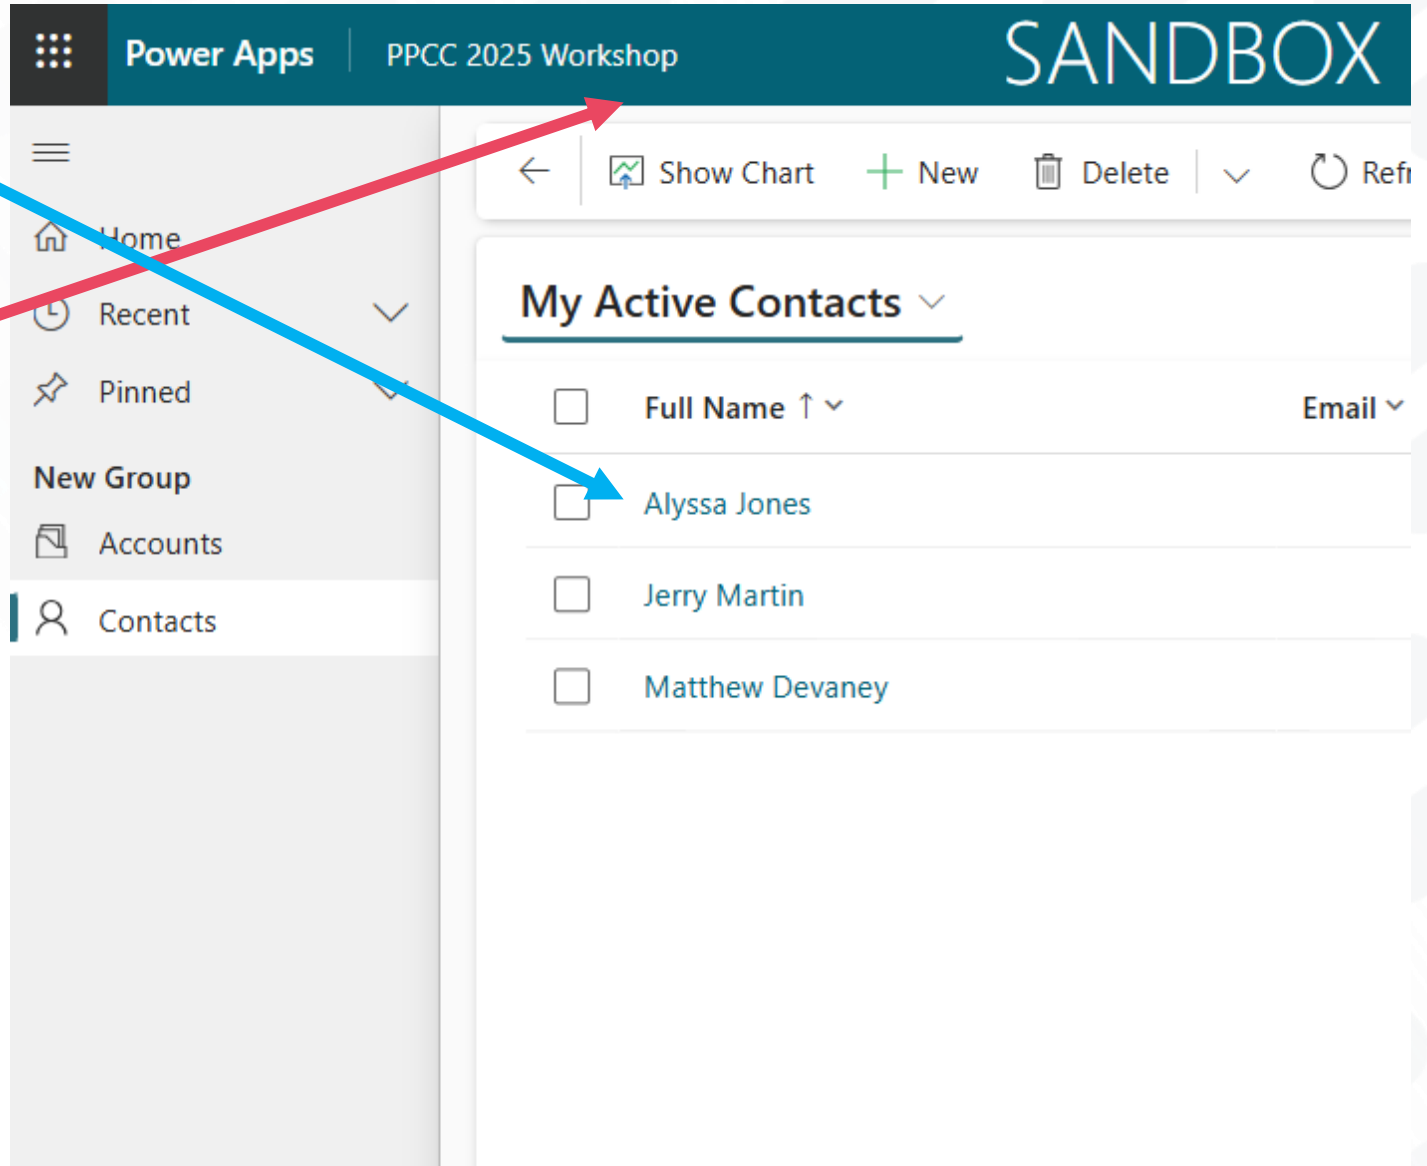 Power Apps PPCC 2025 Workshop SANDBOX
Show Chart New Delete Refr
Home
Recent
Pinned
New Group
Accounts
Contacts
My Active Contacts
Full Name Email
Alyssa Jones
Jerry Martin
Matthew Devaney